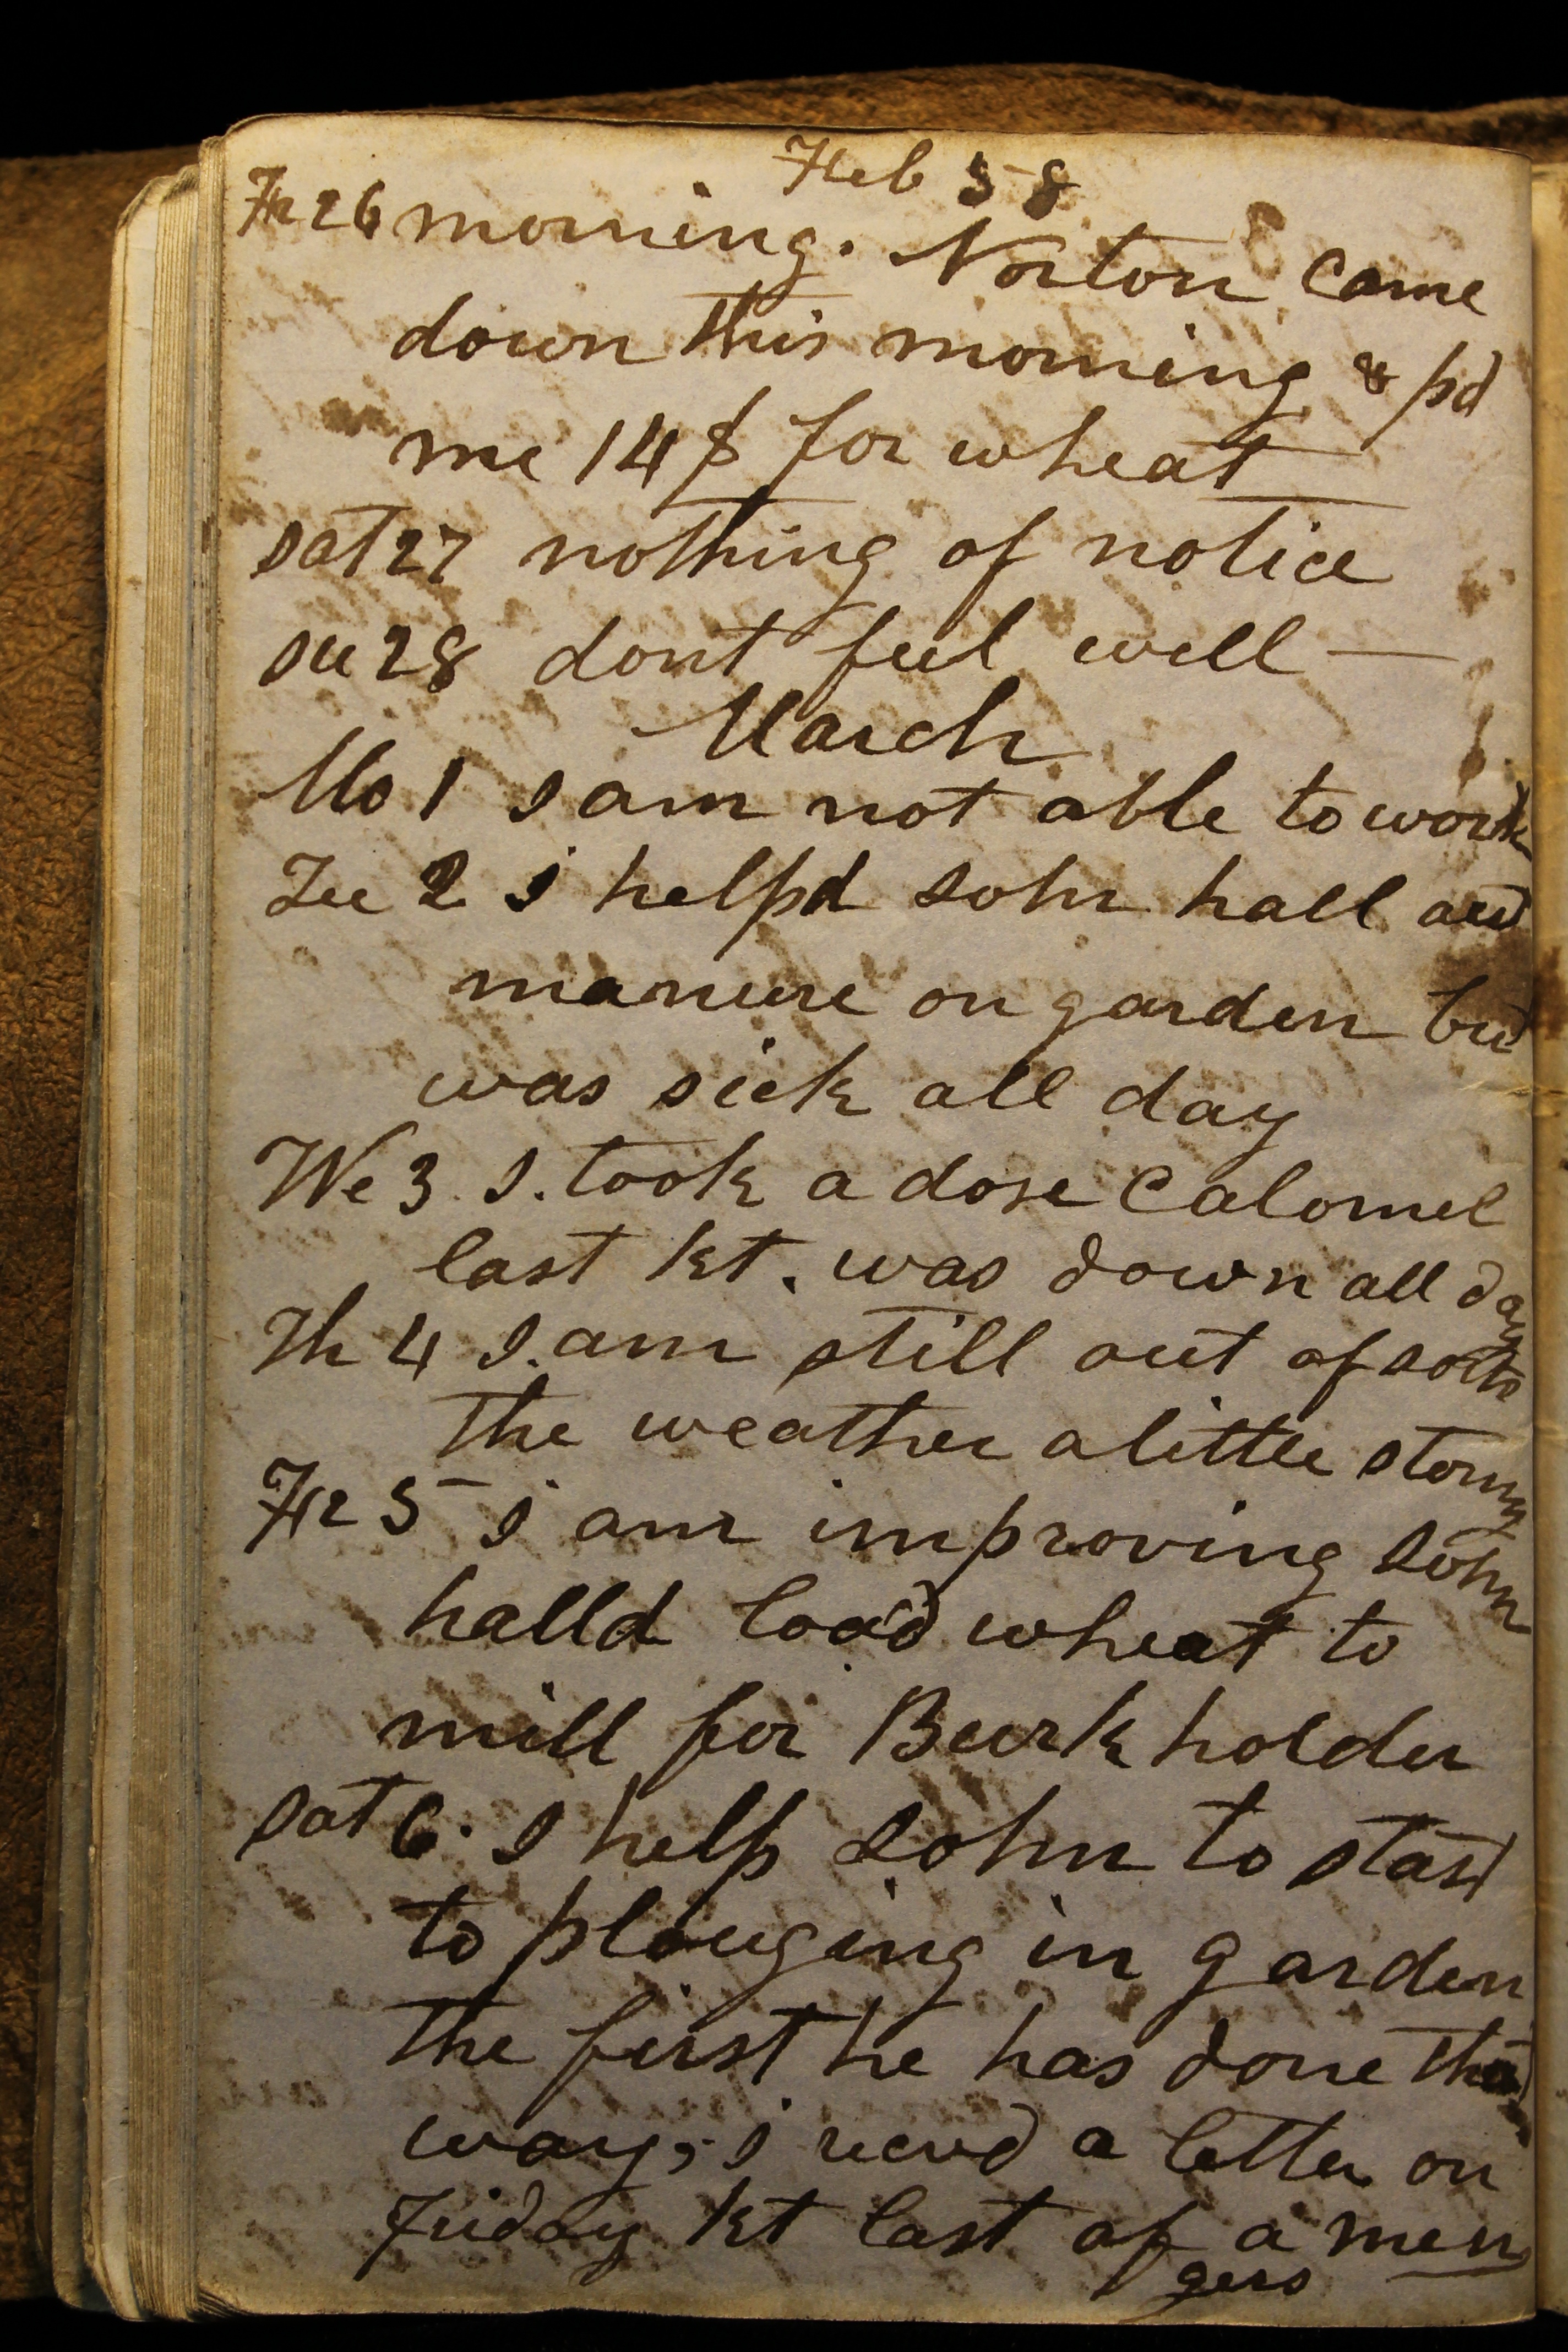 Feb 58
Fr 26 morning. Norton came
down this morning & pd
me 14$ for wheat
sat 27 nothing of notice
su 28 dont feel well —
March
Mo 1 I am not able to work
Tu 2 I helpd John hall out
manure on garden but
was sick all day
We 3. I. took a dose Calomel
last kt. was down all day
Th 4 I. am still out of sorts
the weather a little stormy
Fr 5 I am improving John
halld load wheat to
mill for Burkholder
sat 6. I help John to start
to plouging in garden
the first he has done that
way; I recvd a letter on
Friday kt last of a men
gers